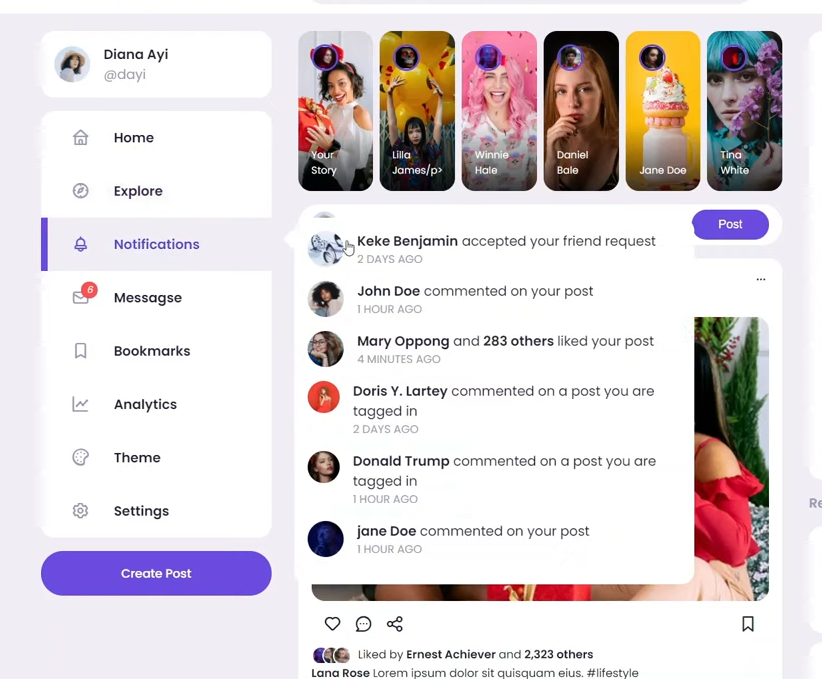 Diana Ayi
@dayi
Home
Explore
Notifications
6
Messagse
Bookmarks
Analytics
Theme
Settings
Create Post
Your
Story
Lilla
James/p>
Winnie
Hale
Daniel
Bale
Jane Doe
Tina
White
Post
Keke Benjamin accepted your friend request
2 DAYS AGO
John Doe commented on your post
1 HOUR AGO
Mary Oppong and 283 others liked your post
4 MINUTES AGO
Doris Y. Lartey commented on a post you are
tagged in
2 DAYS AGO
Donald Trump commented on a post you are
tagged in
1 HOUR AGO
jane Doe commented on your post
1 HOUR AGO
...
Liked by Ernest Achiever and 2,323 others
Lana Rose Lorem ipsum dolor sit quisquam eius. #lifestyle
Re